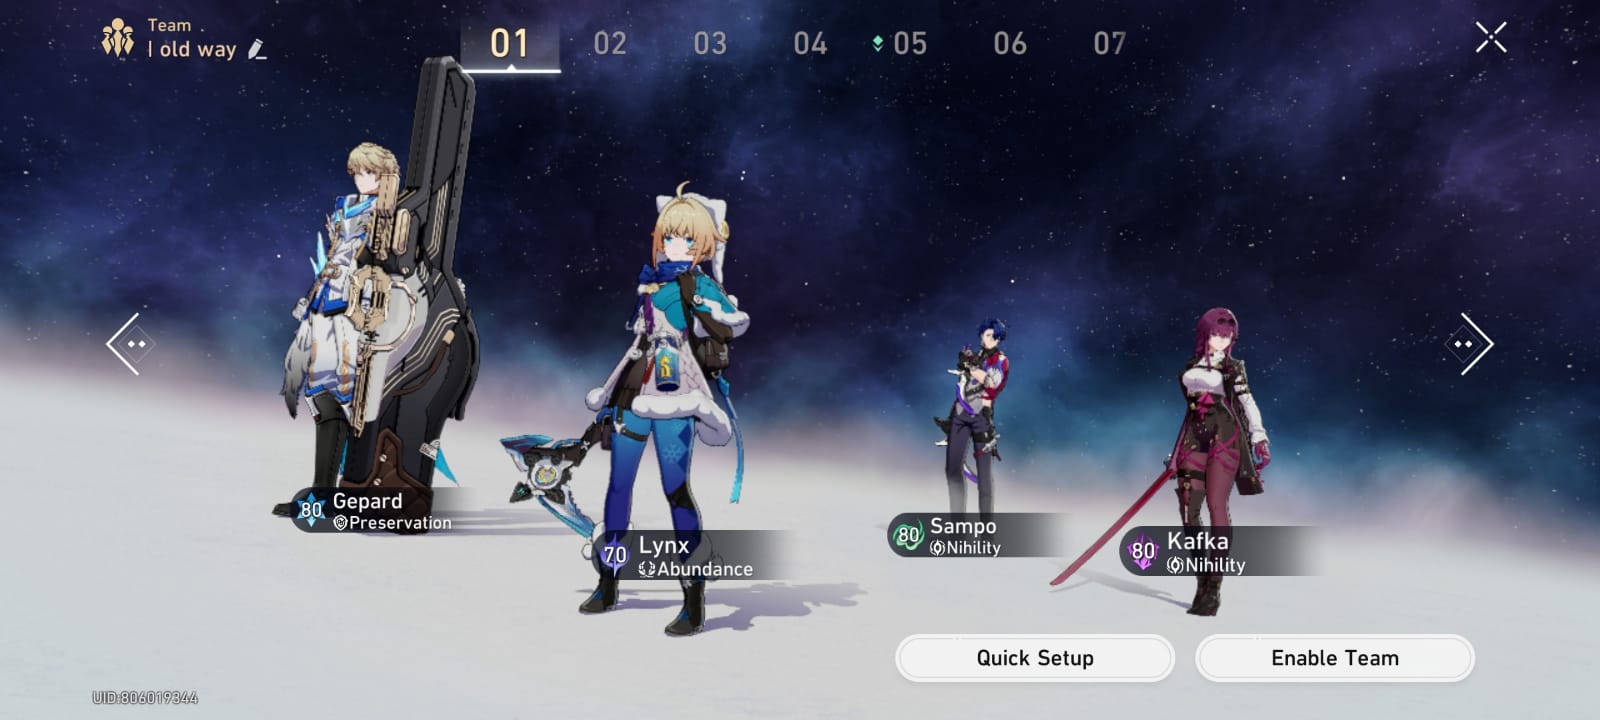 Team
I old way
01
02
03
04
05
06
07
80
Gepard
Preservation
70
Lynx
Abundance
80
Sampo
Nihility
80
Kafka
Nihility
Quick Setup
Enable Team
UID:806019344